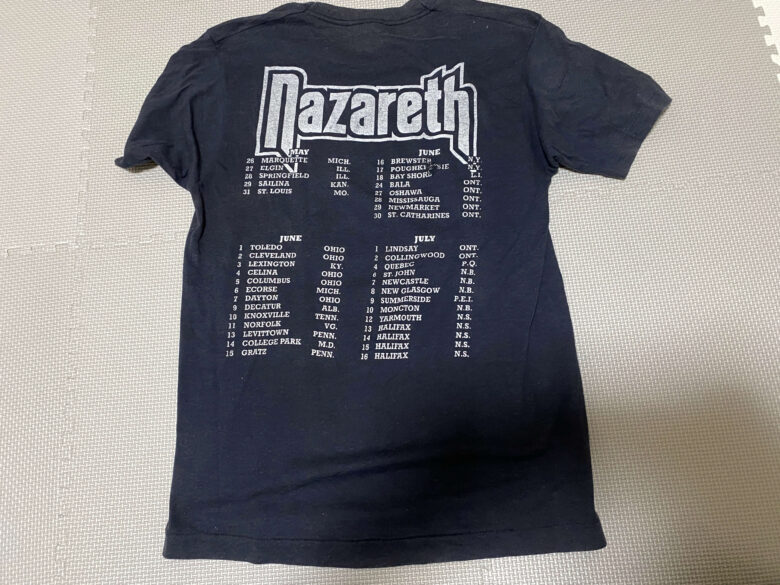 Nazareth
MAY
26 MARQUETTE MICH.
27 ELGIN ILL.
28 SPRINGFIELD ILL.
29 SAILINA KAN.
31 ST. LOUIS MO.
JUNE
16 BREWSTER N.Y.
17 POUGHKEEPSIE N.Y.
18 BAY SHORE L.I.
24 BALA ONT.
27 OSHAWA ONT.
28 MISSISSAUGA ONT.
29 NEWMARKET ONT.
30 ST. CATHARINES ONT.
JUNE
1 TOLEDO OHIO
2 CLEVELAND OHIO
3 LEXINGTON KY.
4 CELINA OHIO
5 COLUMBUS OHIO
6 ECORSE MICH.
7 DAYTON OHIO
9 DECATUR ALB.
10 KNOXVILLE TENN.
11 NORFOLK VG.
13 LEVITTOWN PENN.
14 COLLEGE PARK M.D.
15 GRATZ PENN.
JULY
1 LINDSAY ONT.
2 COLLINGWOOD ONT.
4 QUEBEC P.Q.
6 ST. JOHN N.B.
7 NEWCASTLE N.B.
8 NEW GLASGOW N.B.
9 SUMMERSIDE P.E.I.
10 MONCTON N.B.
12 YARMOUTH N.S.
13 HALIFAX N.S.
14 HALIFAX N.S.
15 HALIFAX N.S.
16 HALIFAX N.S.